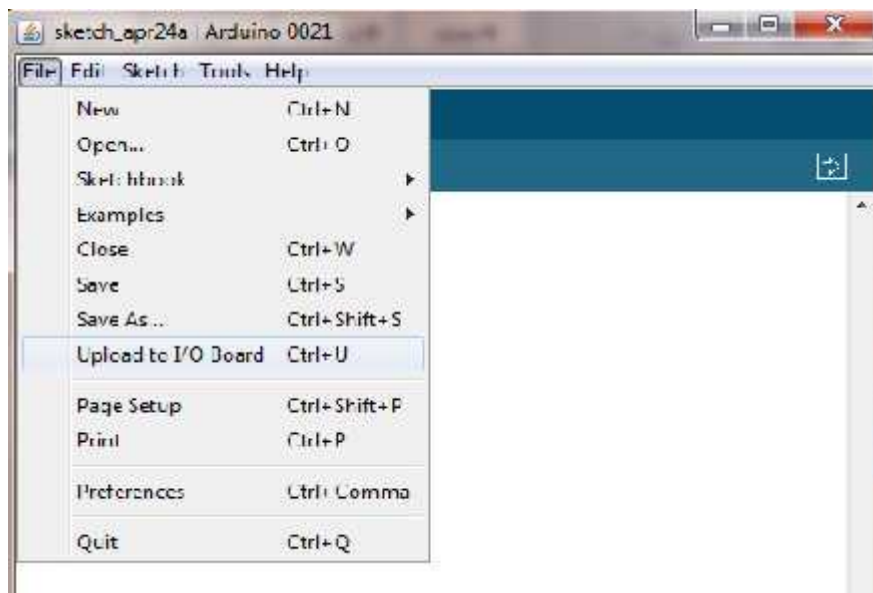 sketch_apr24a | Arduino 0021
File Edit Sketch Tools Help
New Ctrl+N
Open... Ctrl+O
Sketchbook
Examples
Close Ctrl+W
Save Ctrl+S
Save As... Ctrl+Shift+S
Upload to I/O Board Ctrl+U
Page Setup Ctrl+Shift+P
Print Ctrl+P
Preferences Ctrl+Comma
Quit Ctrl+Q